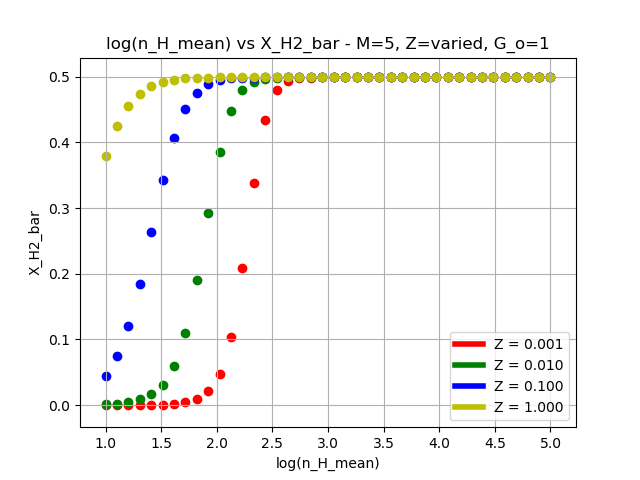 log(n_H_mean) vs X_H2_bar - M=5, Z=varied, G_o=1
0.5
0.4
0.3
0.2
0.1
0.0
X_H2_bar
Z = 0.001
Z = 0.010
Z = 0.100
Z = 1.000
1.0 1.5 2.0 2.5 3.0 3.5 4.0 4.5 5.0
log(n_H_mean)